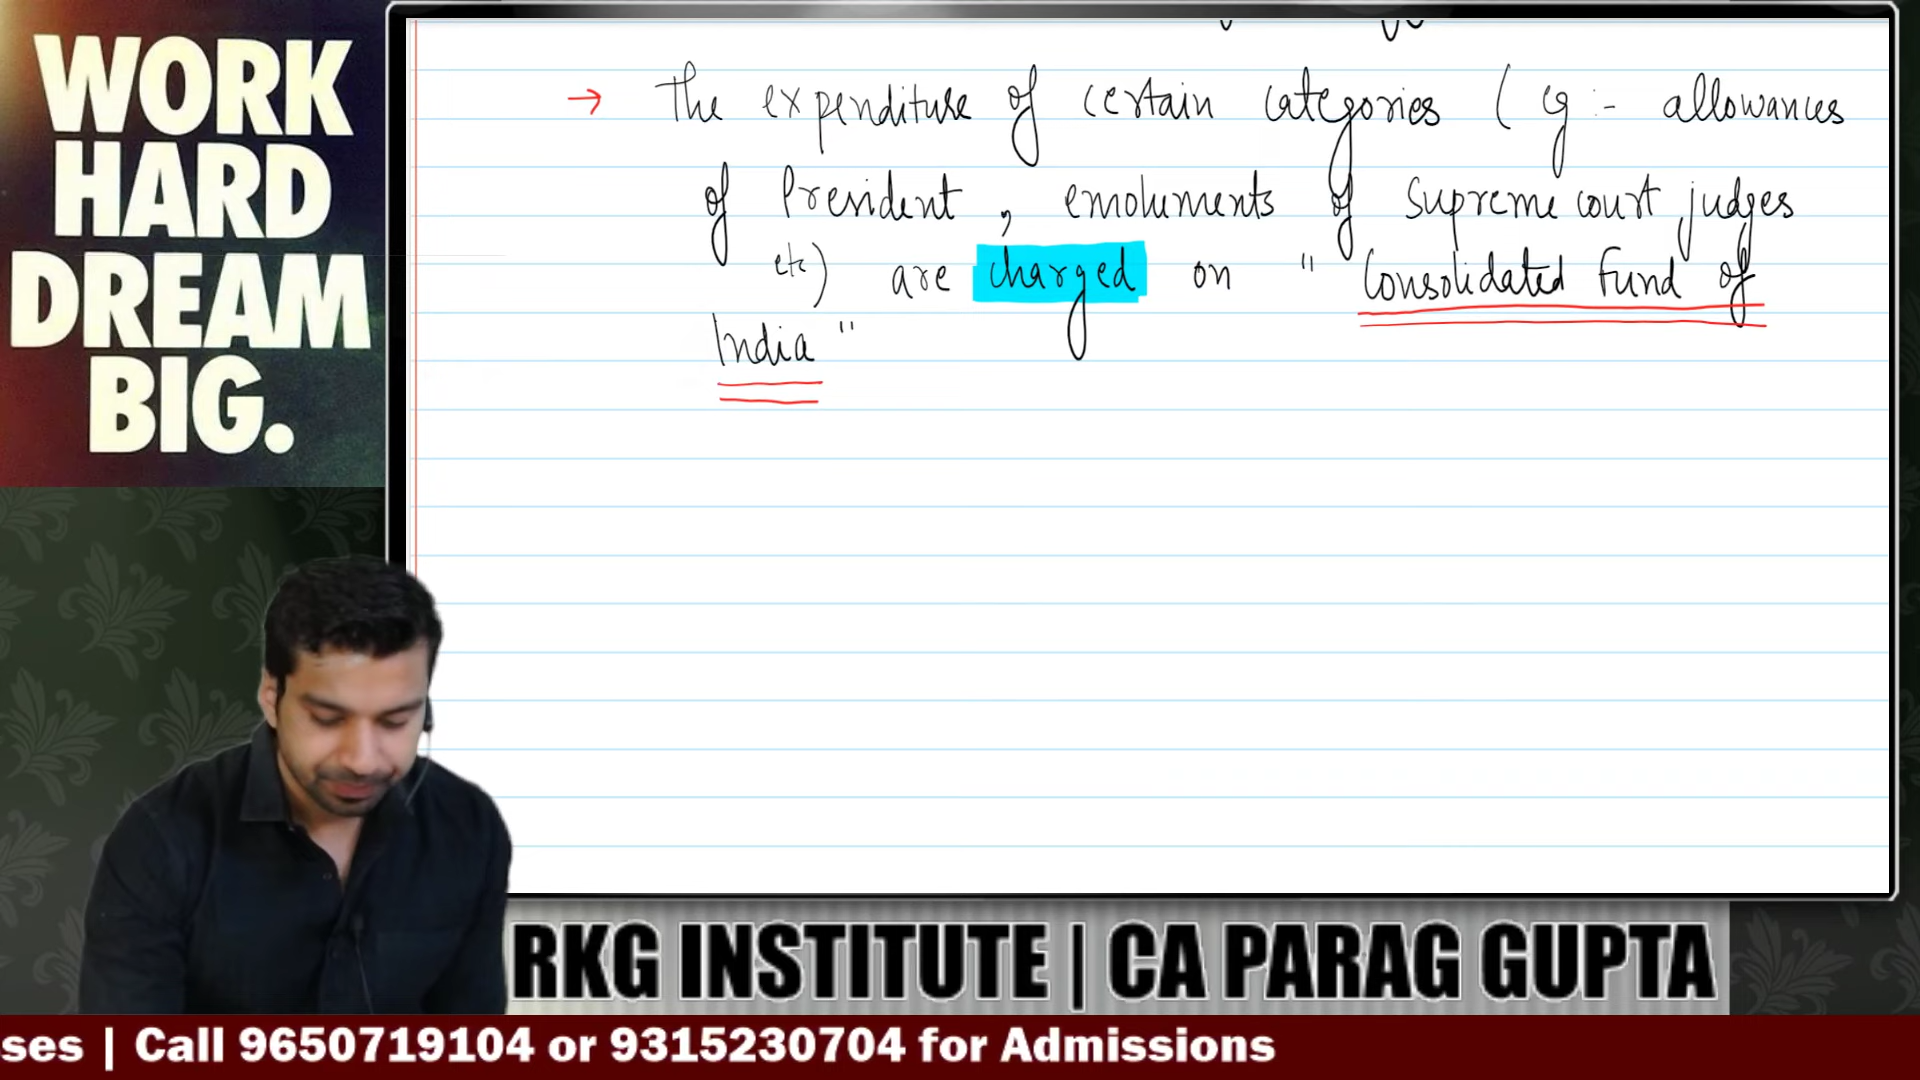 WORK
HARD
DREAM
BIG.
→ The expenditure of certain categories ( eg :- allowances
of President , emoluments of Supreme court judges
etc) are charged on " Consolidated Fund of
India "
RKG INSTITUTE | CA PARAG GUPTA
ses | Call 9650719104 or 9315230704 for Admissions